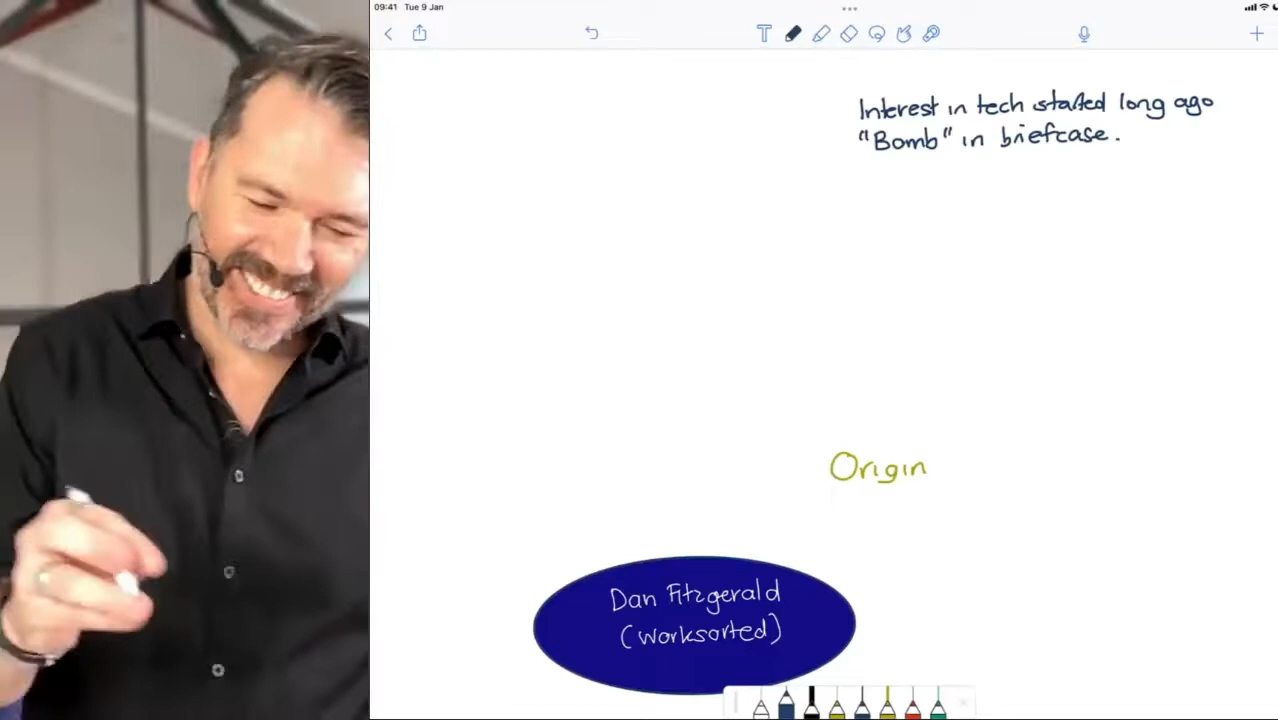 09:41 Tue 9 Jan
T
Interest in tech started long ago
"Bomb" in briefcase.
Origin
Dan Fitzgerald
(Worksorted)